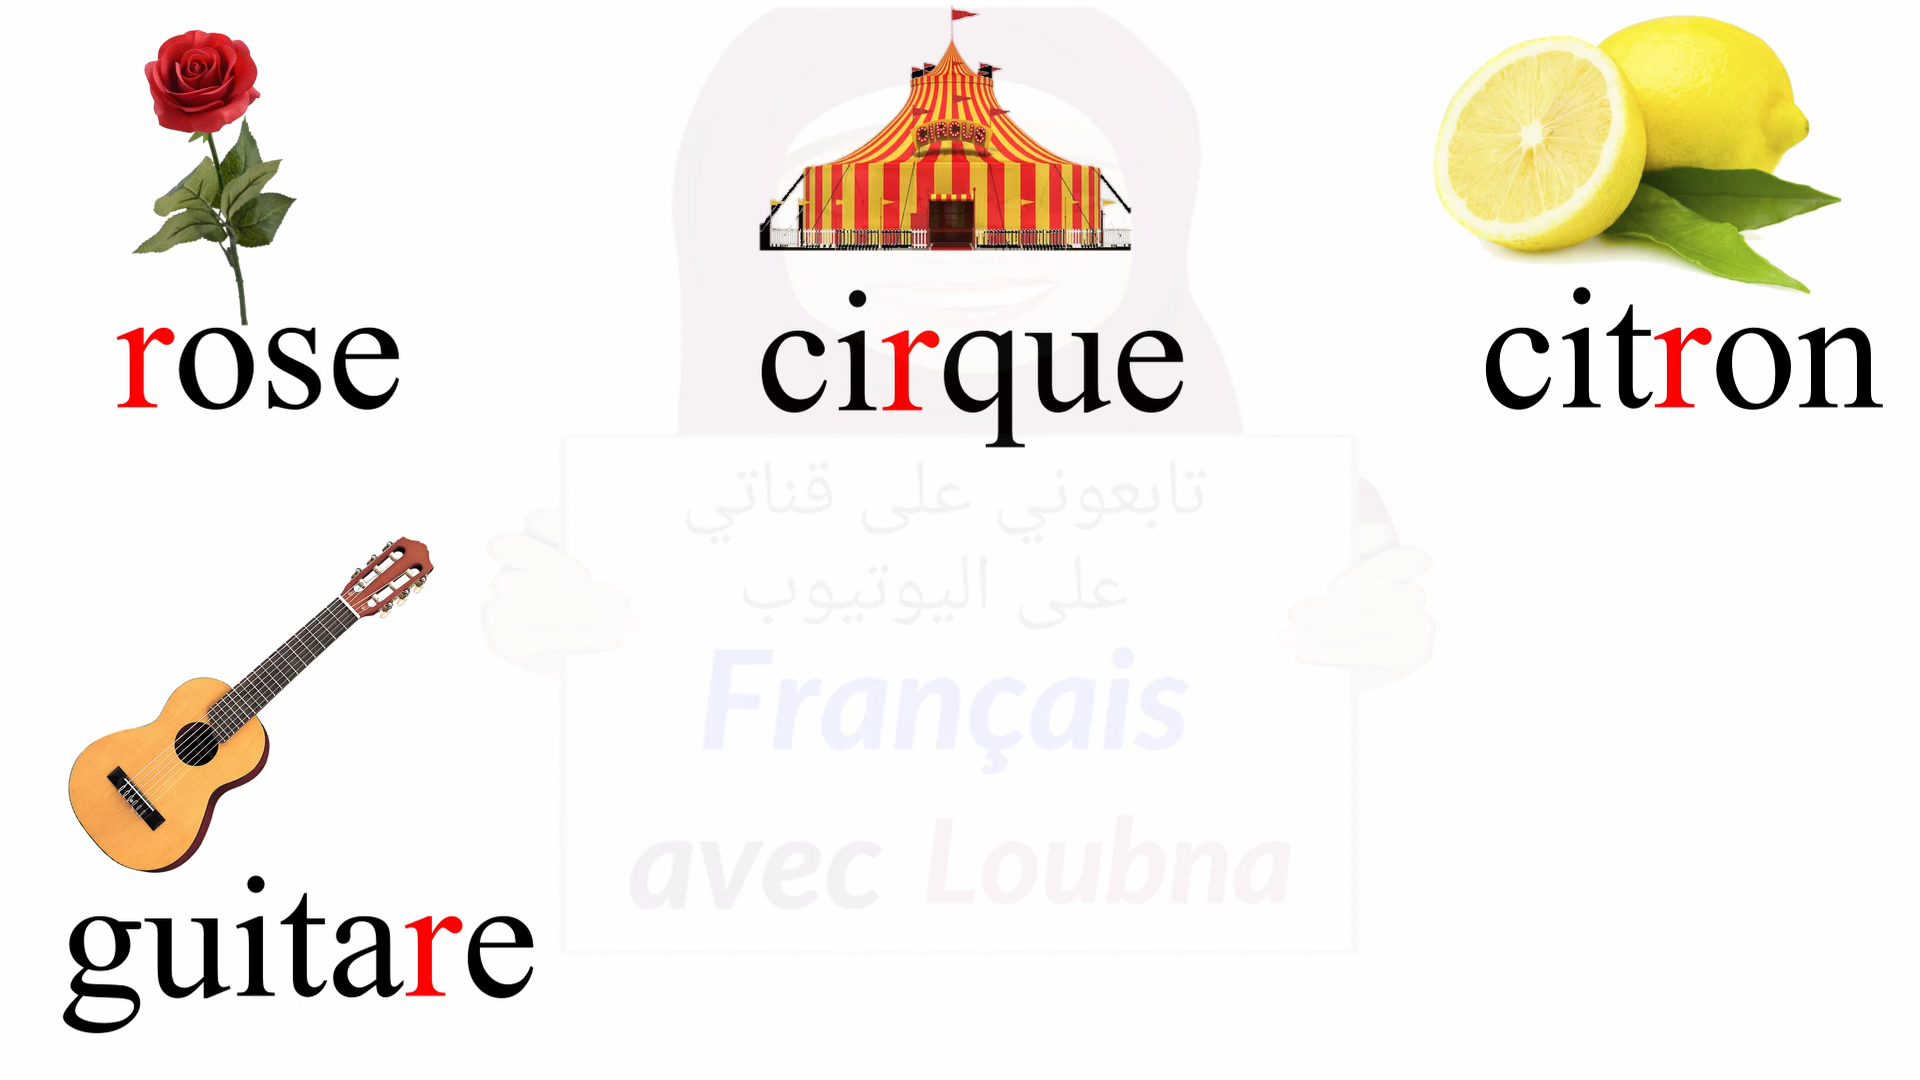 CIRCUS
rose
cirque
citron
تابعوني على قناتي
على اليوتيوب
Français
avec Loubna
guitare